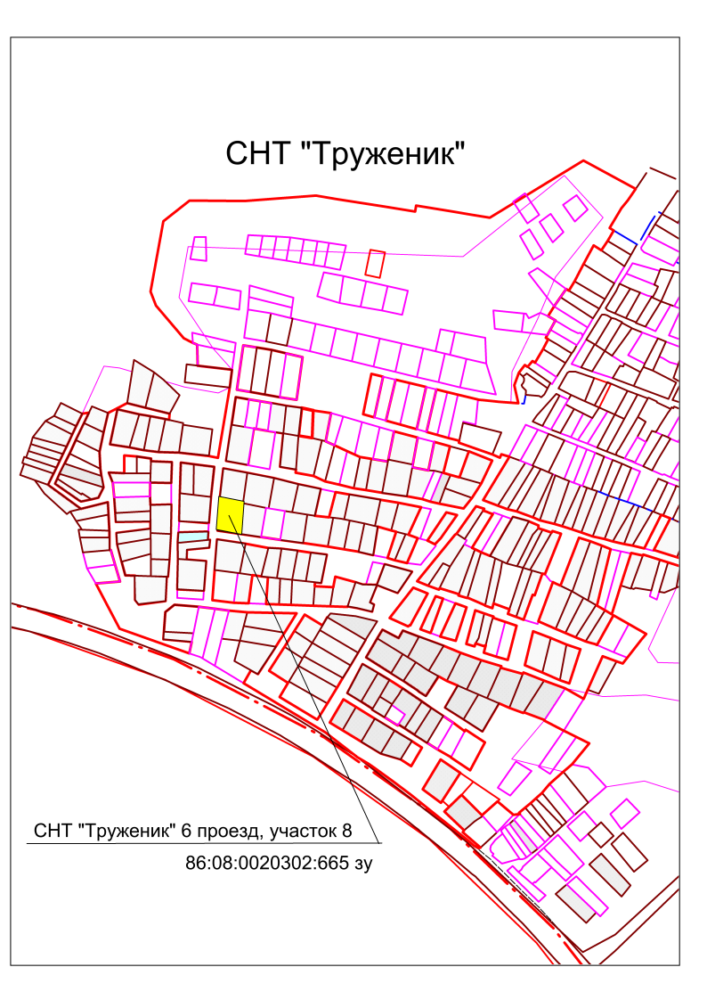 СНТ "Труженик"
СНТ "Труженик" 6 проезд, участок 8
86:08:0020302:665 зу